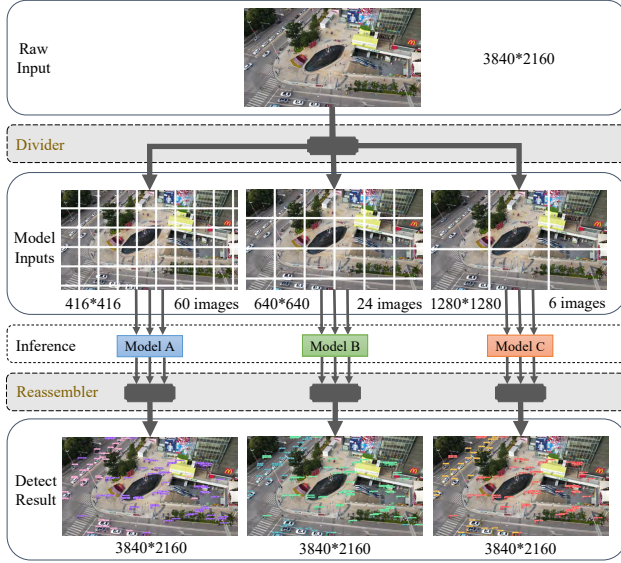 Raw
Input
3840*2160
Divider
Model
Inputs
416*416 60 images 640*640 24 images 1280*1280 6 images
Inference
Model A Model B Model C
Reassembler
Detect
Result
3840*2160 3840*2160 3840*2160